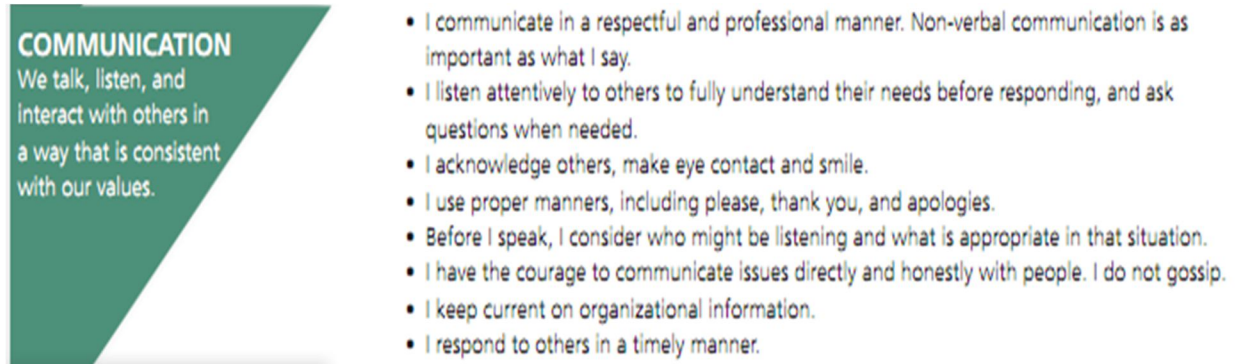 COMMUNICATION
We talk, listen, and
interact with others in
a way that is consistent
with our values.
• I communicate in a respectful and professional manner. Non-verbal communication is as
important as what I say.
• I listen attentively to others to fully understand their needs before responding, and ask
questions when needed.
• I acknowledge others, make eye contact and smile.
• I use proper manners, including please, thank you, and apologies.
• Before I speak, I consider who might be listening and what is appropriate in that situation.
• I have the courage to communicate issues directly and honestly with people. I do not gossip.
• I keep current on organizational information.
• I respond to others in a timely manner.